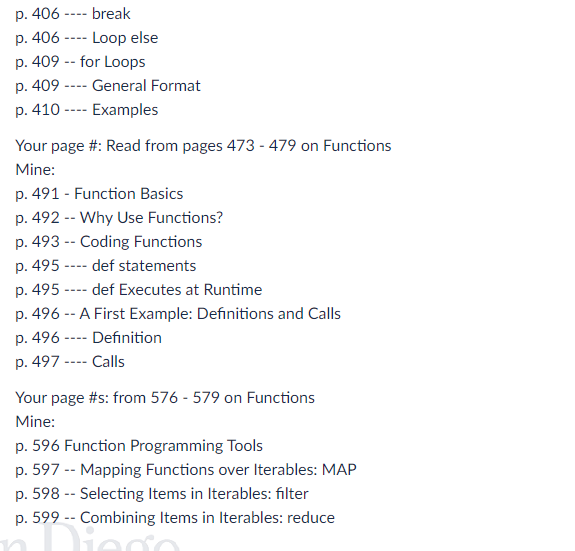 p. 406 ---- break
p. 406 ---- Loop else
p. 409 -- for Loops
p. 409 ---- General Format
p. 410 ---- Examples
Your page #: Read from pages 473 - 479 on Functions
Mine:
p. 491 - Function Basics
p. 492 -- Why Use Functions?
p. 493 -- Coding Functions
p. 495 ---- def statements
p. 495 ---- def Executes at Runtime
p. 496 -- A First Example: Definitions and Calls
p. 496 ---- Definition
p. 497 ---- Calls
Your page #s: from 576 - 579 on Functions
Mine:
p. 596 Function Programming Tools
p. 597 -- Mapping Functions over Iterables: MAP
p. 598 -- Selecting Items in Iterables: filter
p. 599 -- Combining Items in Iterables: reduce
Diego